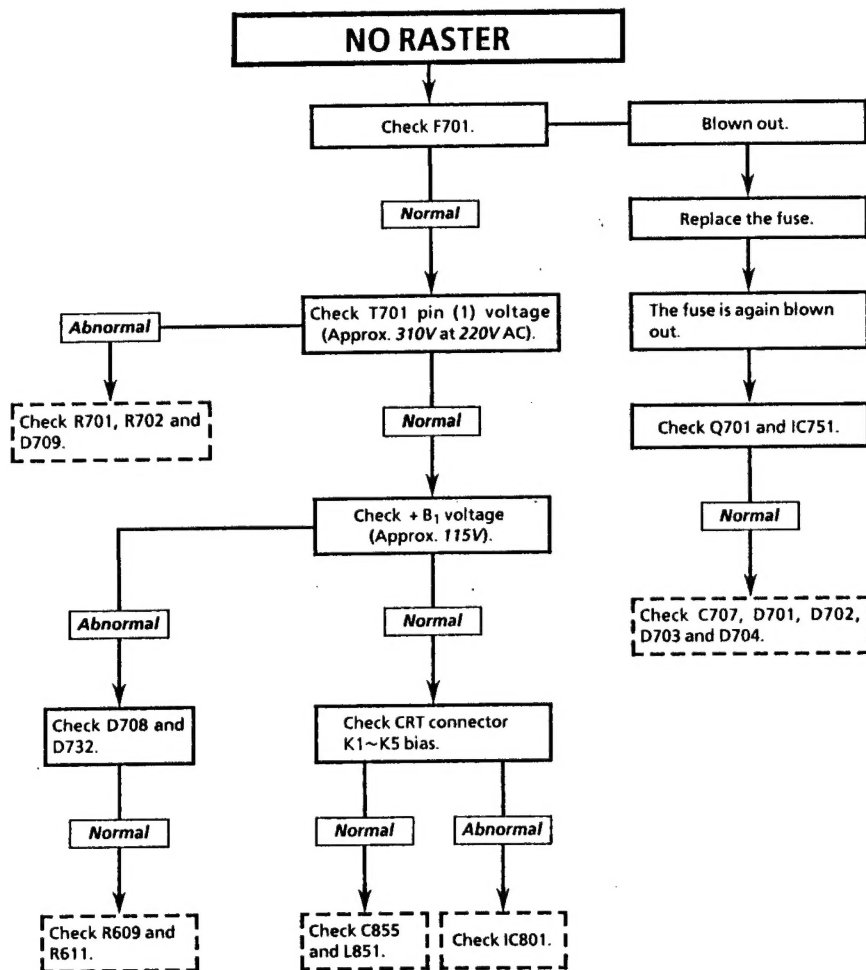 NO RASTER
Check F701.
Blown out.
Normal
Replace the fuse.
Abnormal
Check T701 pin (1) voltage
(Approx. 310V at 220V AC).
The fuse is again blown
out.
Check R701, R702 and
D709.
Normal
Check Q701 and IC751.
Check + B1 voltage
(Approx. 115V).
Normal
Abnormal
Normal
Check C707, D701, D702,
D703 and D704.
Check D708 and
D732.
Check CRT connector
K1~K5 bias.
Normal
Normal
Abnormal
Check R609 and
R611.
Check C855
and L851.
Check IC801.